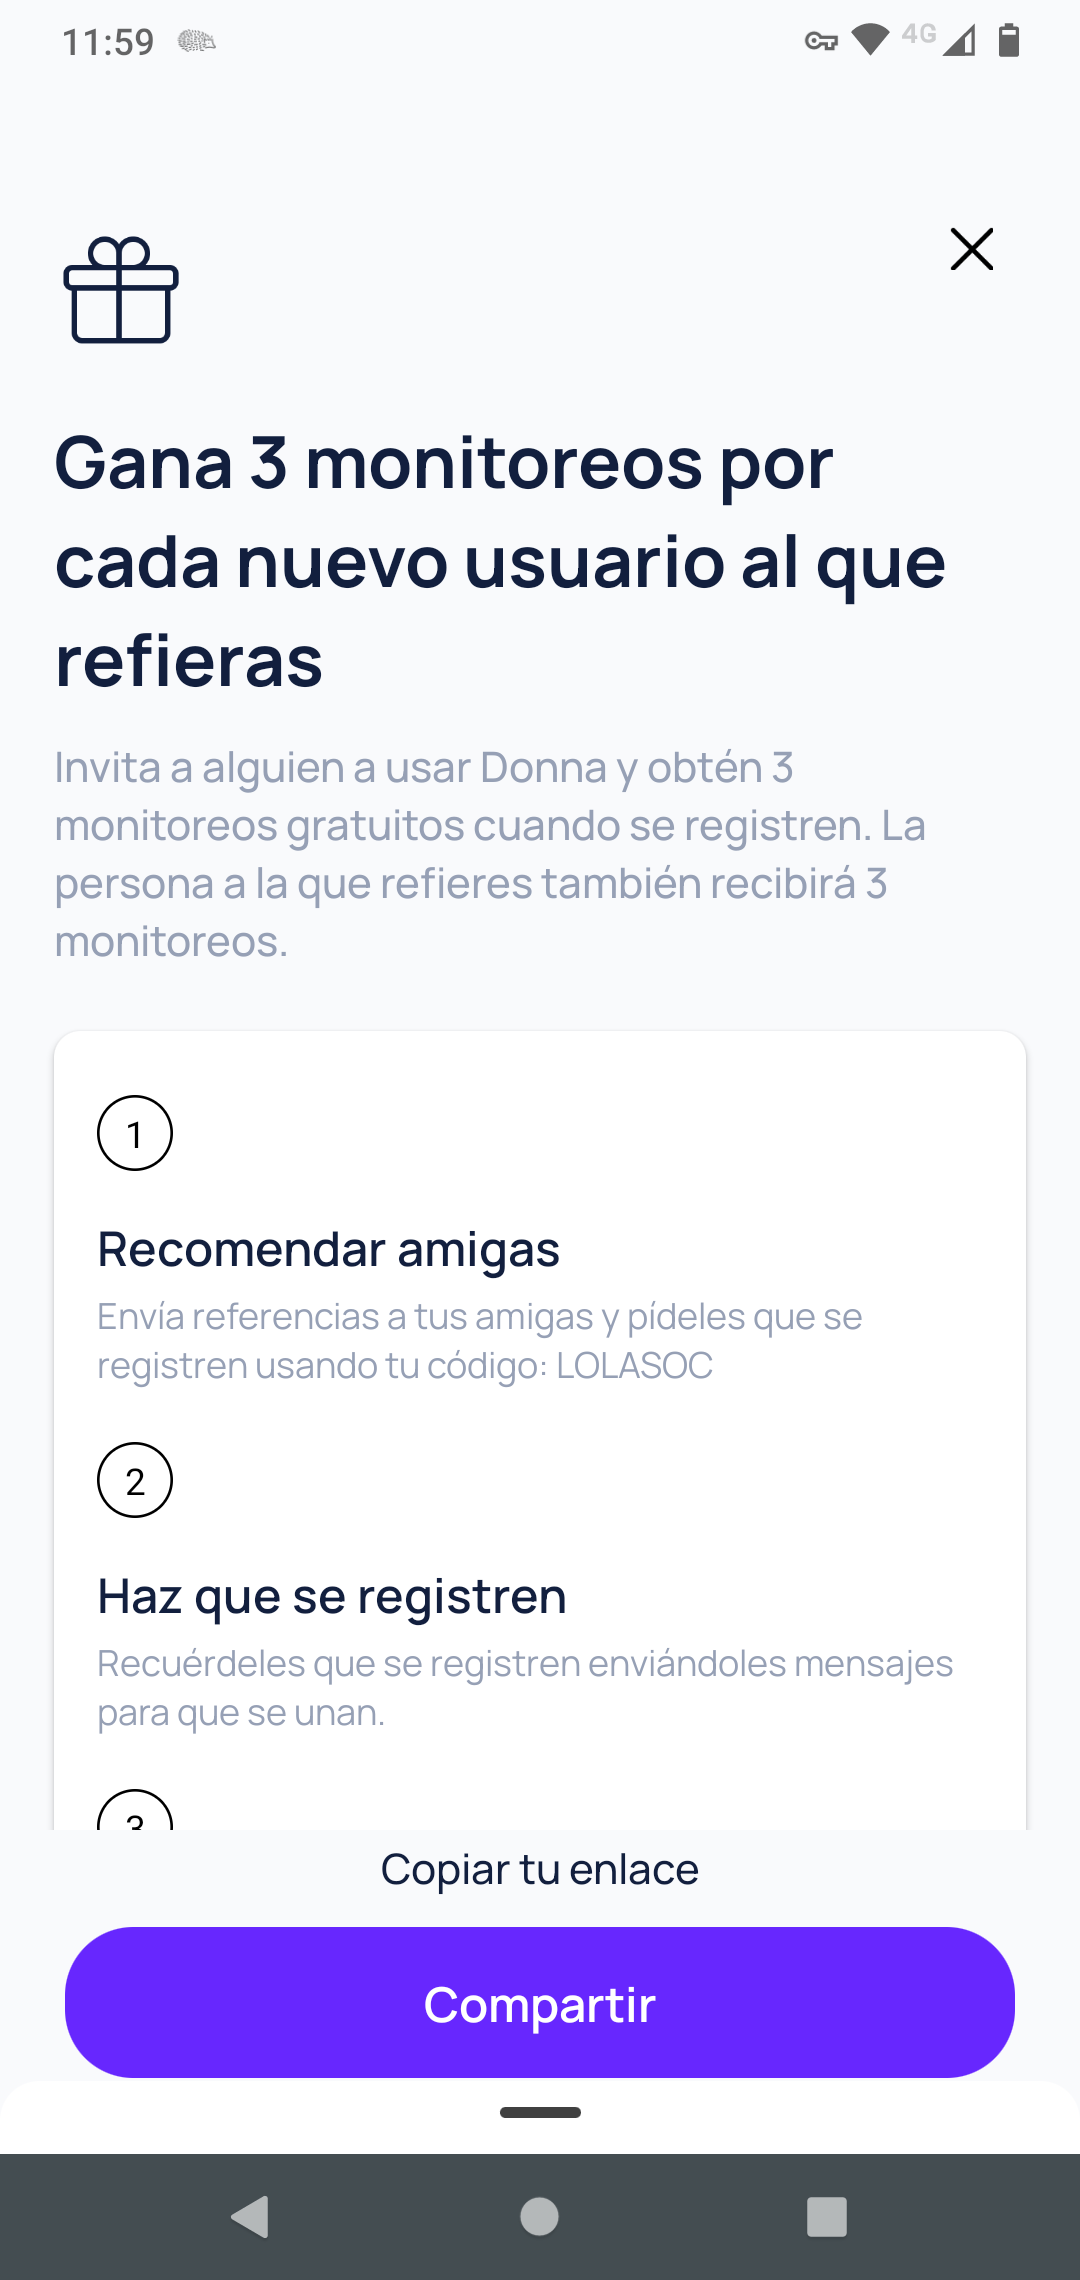 11:59
4G
Gana 3 monitoreos por
cada nuevo usuario al que
refieras
Invita a alguien a usar Donna y obtén 3
monitoreos gratuitos cuando se registren. La
persona a la que refieres también recibirá 3
monitoreos.
1
Recomendar amigas
Envía referencias a tus amigas y pídeles que se
registren usando tu código: LOLASOC
2
Haz que se registren
Recuérdeles que se registren enviándoles mensajes
para que se unan.
3
Copiar tu enlace
Compartir